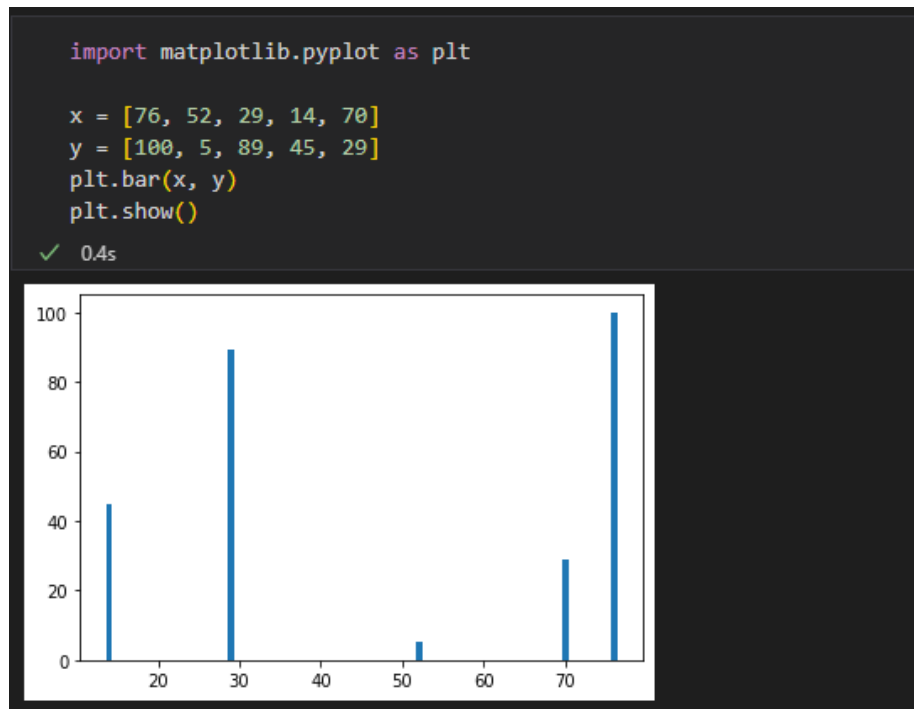 import matplotlib.pyplot as plt
x = [76, 52, 29, 14, 70]
y = [100, 5, 89, 45, 29]
plt.bar(x, y)
plt.show()
✓ 0.4s
100
80
60
40
20
0
20 30 40 50 60 70